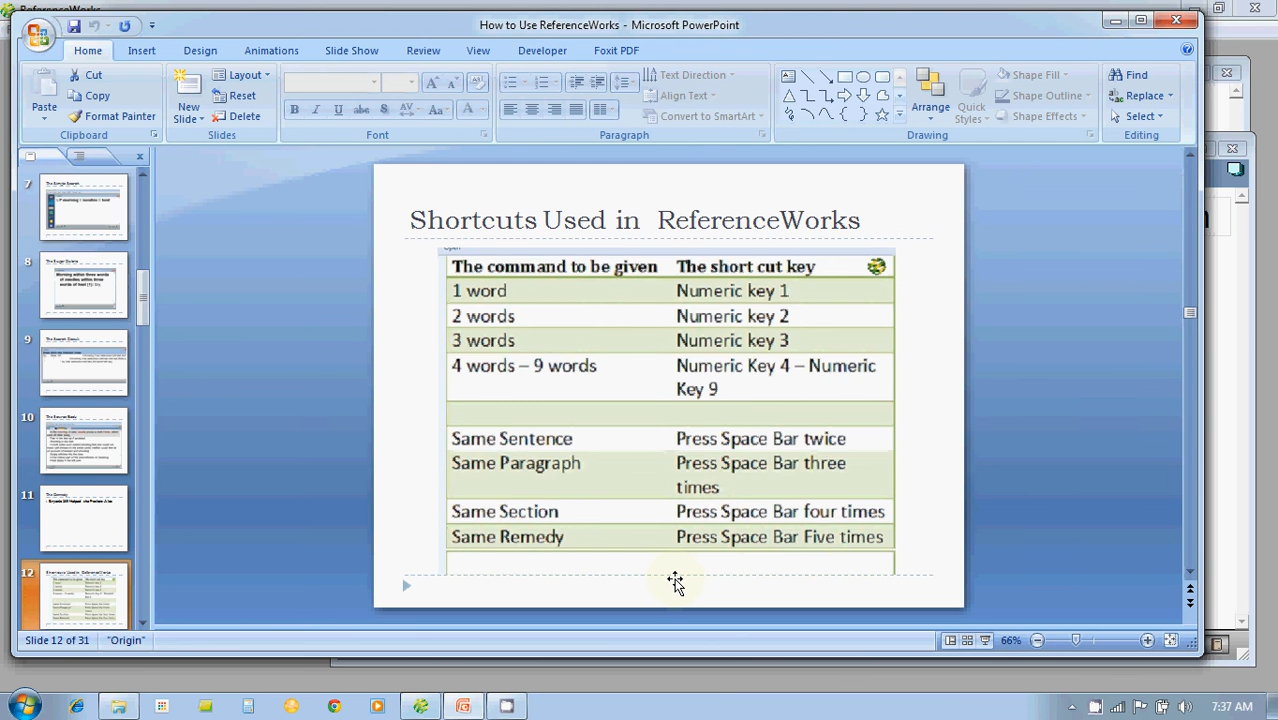 ReferenceWorks
How to Use ReferenceWorks - Microsoft PowerPoint
Home Insert Design Slide Show Animations Review View Developer Foxit PDF
Cut
Copy
Format Painter
Paste
Clipboard
New
Slide
Layout
Reset
Delete
Slides
B I U abc S AV Aa A
Font
Text Direction
Align Text
Convert to SmartArt
Paragraph
Arrange
Quick
Styles
Shape Fill
Shape Outline
Shape Effects
Drawing
Find
Replace
Select
Editing
7
8
9
10
11
12
Shortcuts Used in ReferenceWorks
The command to be given The short cut key
1 word Numeric key 1
2 words Numeric key 2
3 words Numeric key 3
4 words – 9 words Numeric Key 4 – Numeric
Key 9
Same Sentence Press Space Bar twice
Same Paragraph Press Space Bar three
times
Same Section Press Space Bar four times
Same Remedy Press Space Bar Five times
Slide 12 of 31 "Origin" 66%
7:37 AM